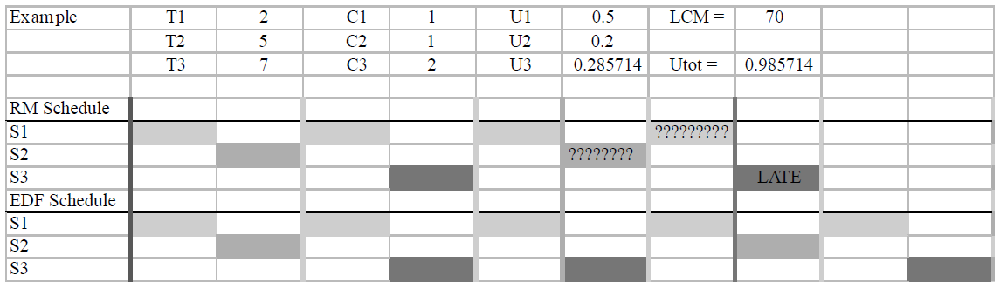 Example T1 2 C1 1 U1 0.5 LCM = 70
T2 5 C2 1 U2 0.2
T3 7 C3 2 U3 0.285714 Utot = 0.985714
RM Schedule
S1 ?????????
S2 ????????
S3 LATE
EDF Schedule
S1
S2
S3